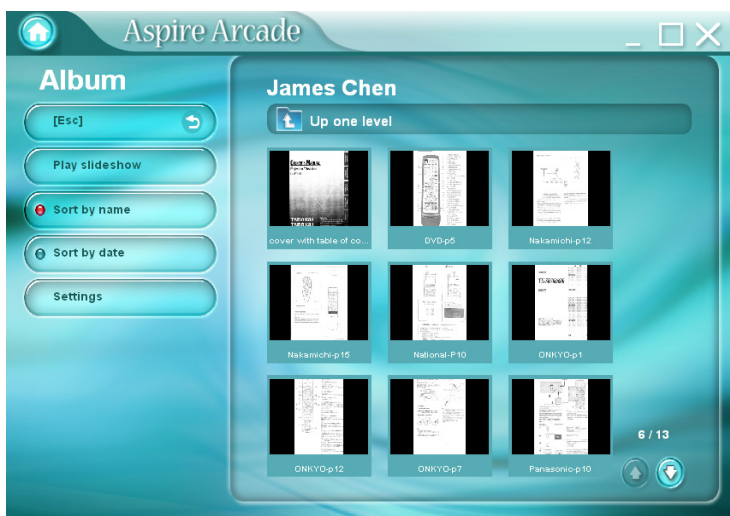 Aspire Arcade
Album
[Esc]
Play slideshow
Sort by name
Sort by date
Settings
James Chen
Up one level
cover with table of co...
DVD-p5
Nakamichi-p12
Nakamichi-p15
National-P10
ONKYO-p1
ONKYO-p12
ONKYO-p7
Panasonic-p10
6 / 13